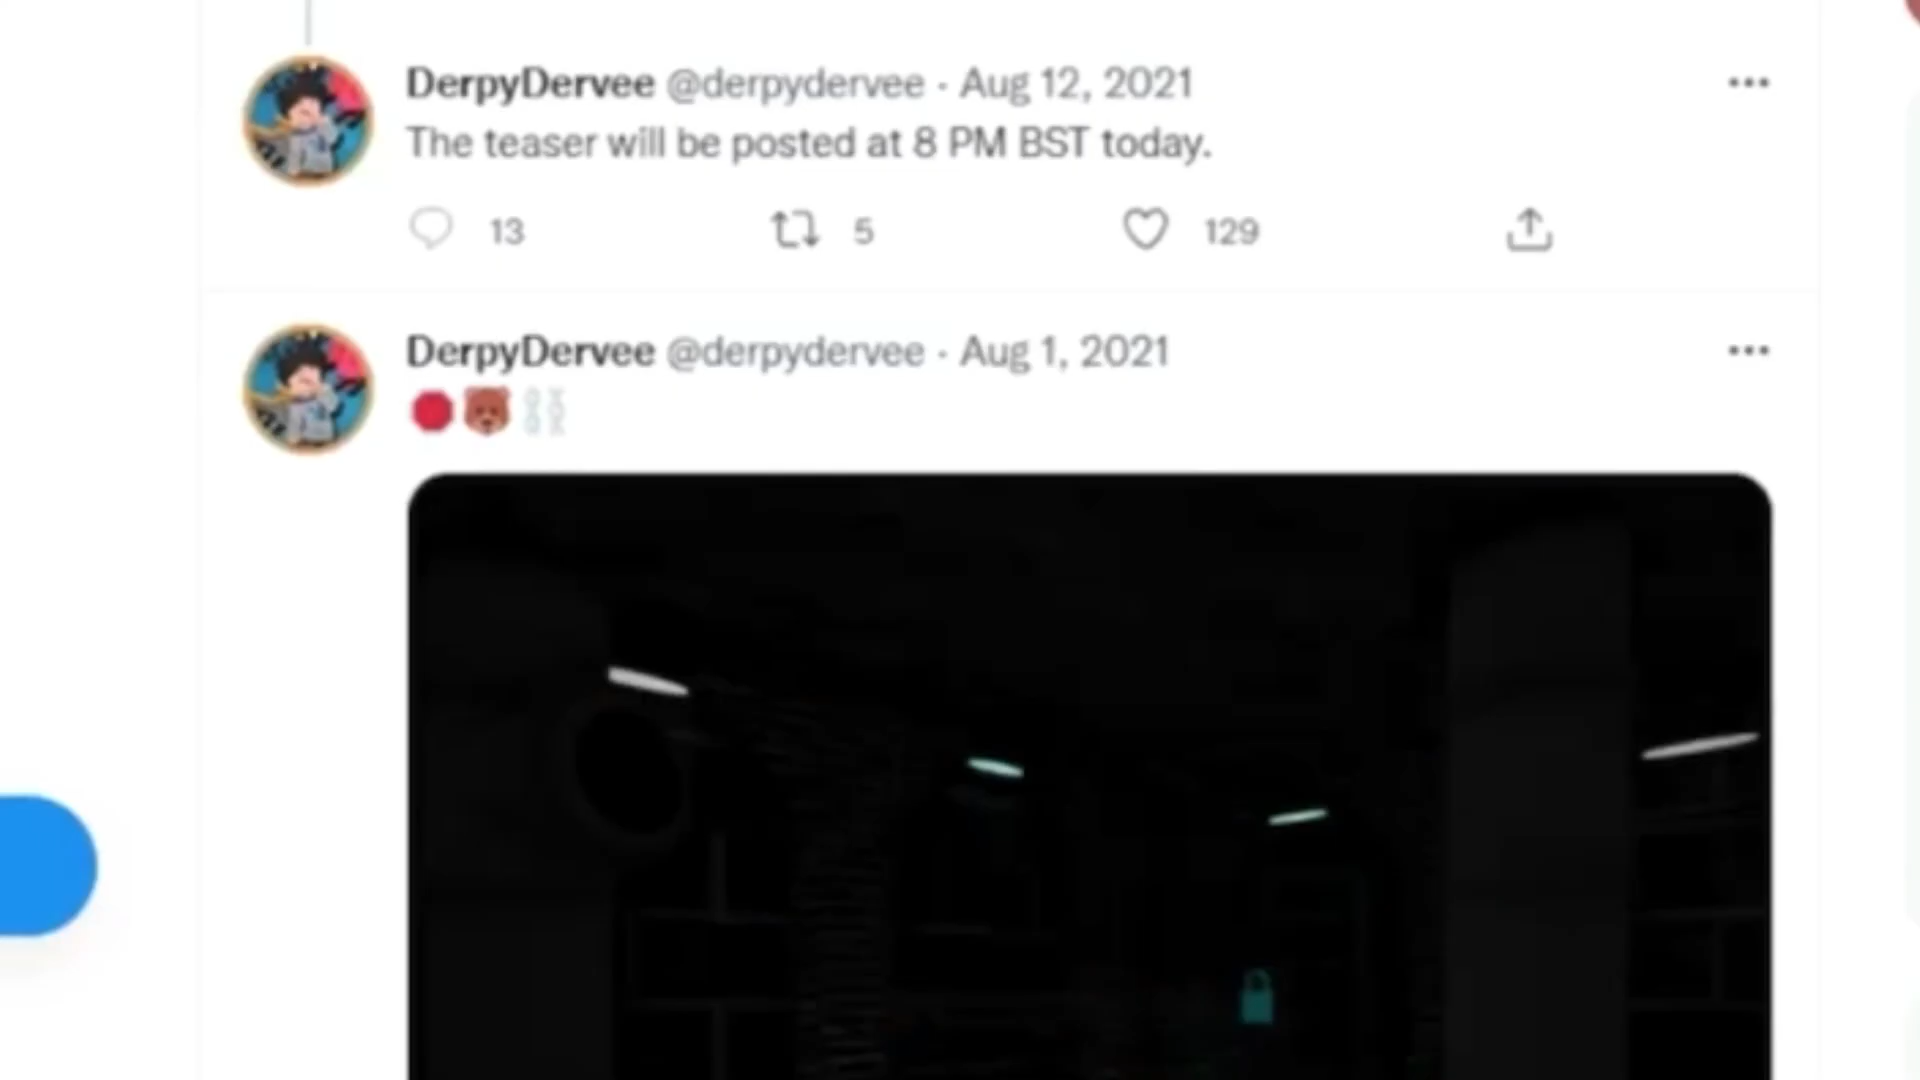 DerpyDervee @derpydervee · Aug 12, 2021
The teaser will be posted at 8 PM BST today.
13 5 129
DerpyDervee @derpydervee · Aug 1, 2021